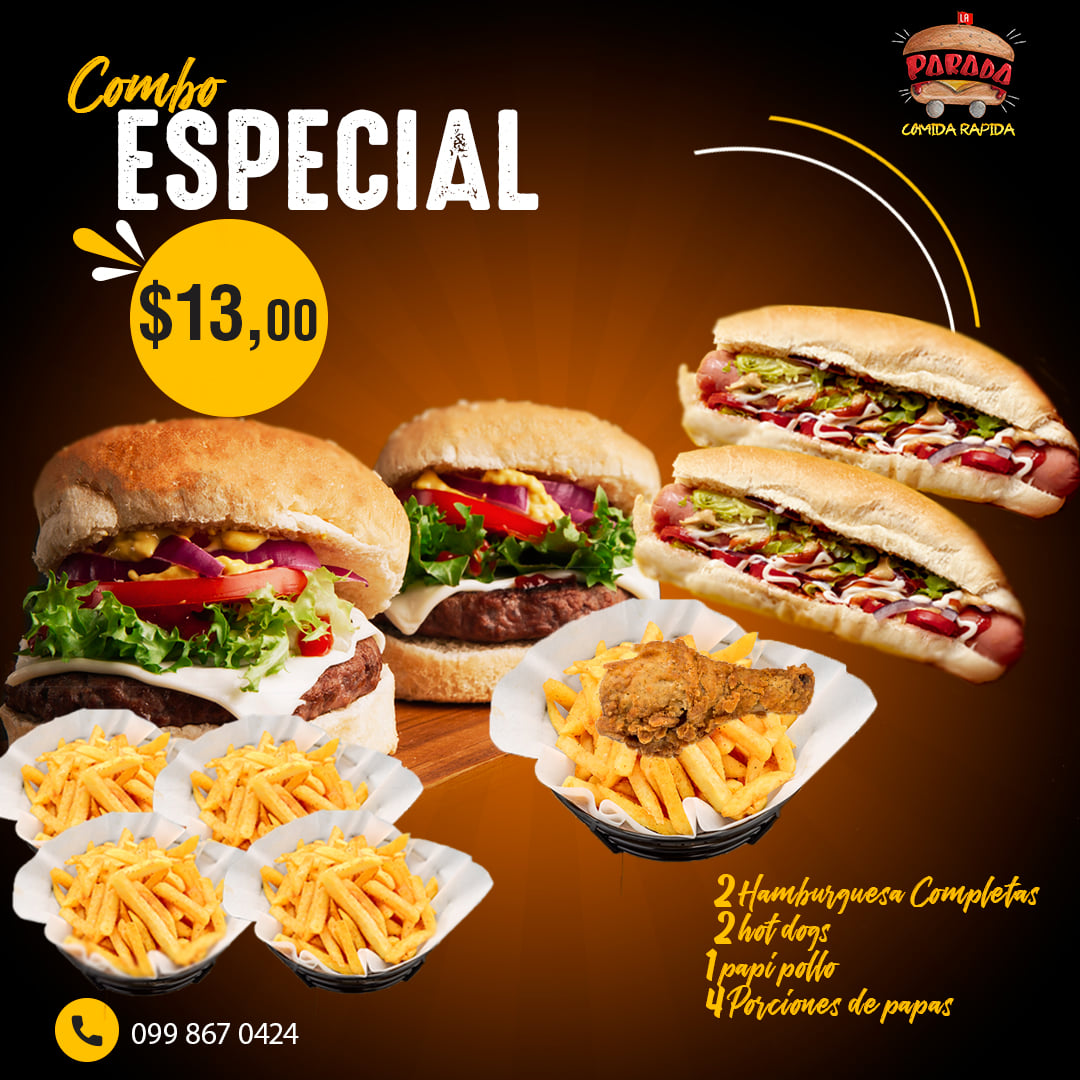 LA
PARADA
COMIDA RAPIDA
Combo
ESPECIAL
$13,00
2 Hamburguesa Completas
2 hot dogs
1 papi pollo
4 Porciones de papas
099 867 0424